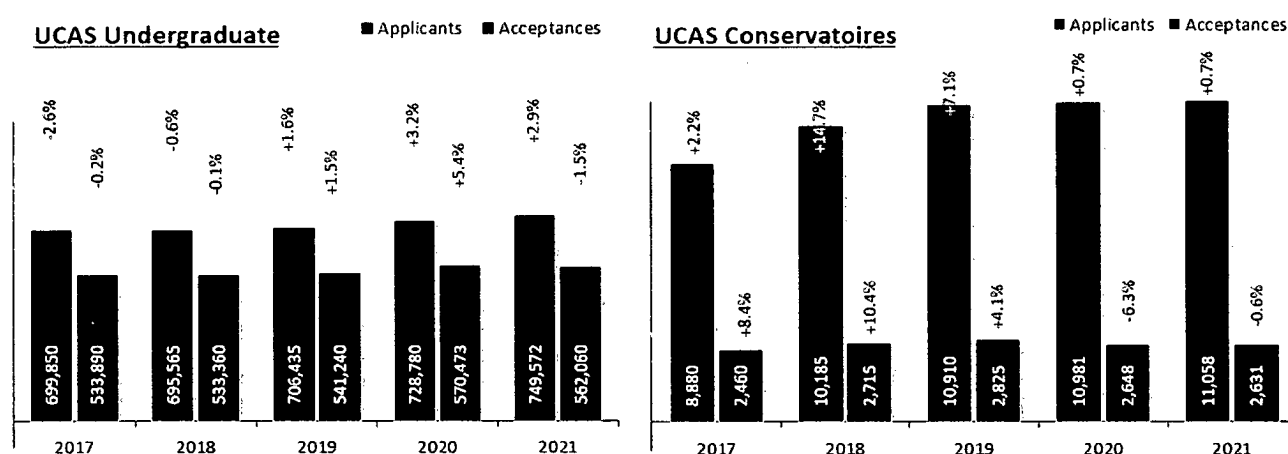 UCAS Undergraduate
Applicants Acceptances
-2.6% -0.2% -0.6% -0.1% +1.6% +1.5% +3.2% +5.4% +2.9% -1.5%
699,850 533,890 695,565 533,360 706,435 541,240 728,780 570,473 749,572 562,060
2017 2018 2019 2020 2021
UCAS Conservatoires
Applicants Acceptances
+2.2% +8.4% +14.7% +10.4% +7.1% +4.1% +0.7% -6.3% +0.7% -0.6%
8,880 2,460 10,185 2,715 10,910 2,825 10,981 2,648 11,058 2,631
2017 2018 2019 2020 2021